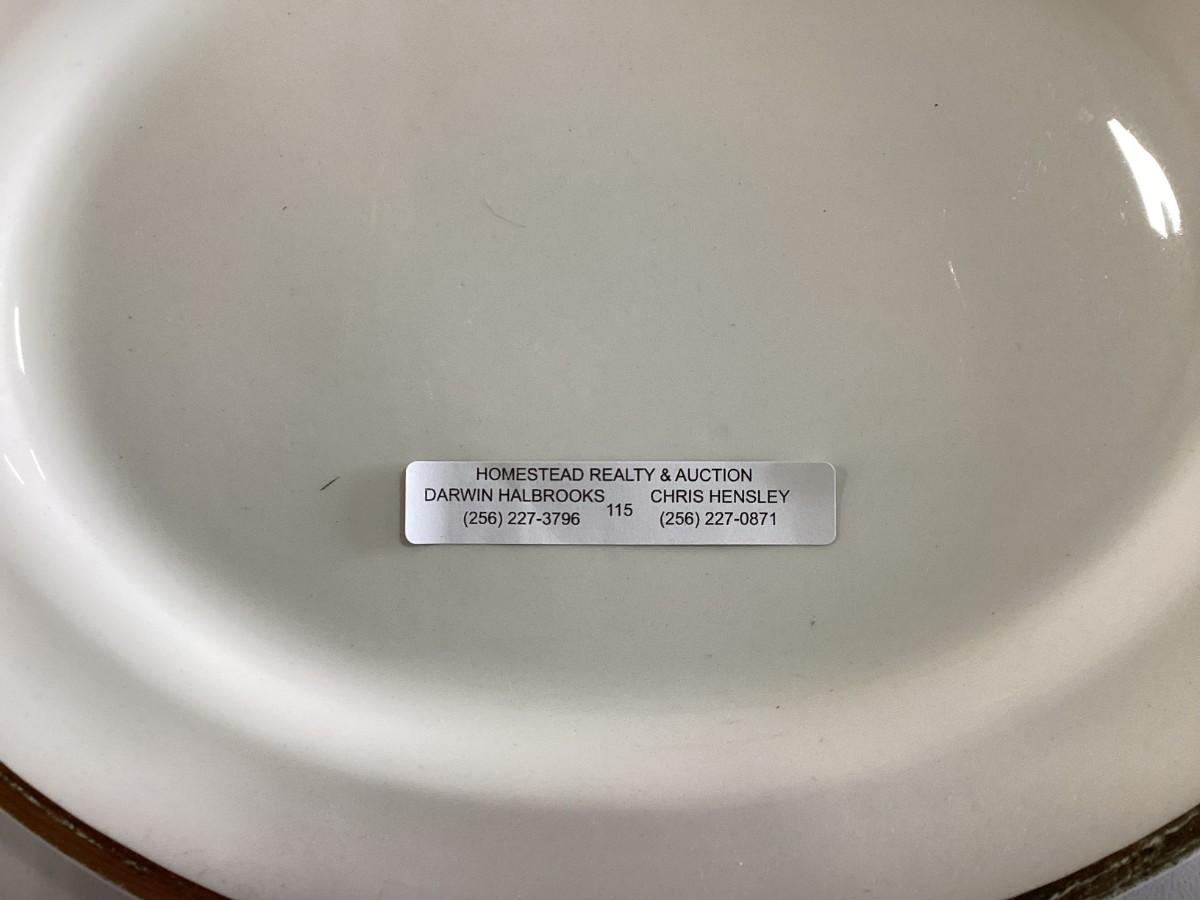 HOMESTEAD REALTY & AUCTION
DARWIN HALBROOKS CHRIS HENSLEY
115
(256) 227-3796 (256) 227-0871